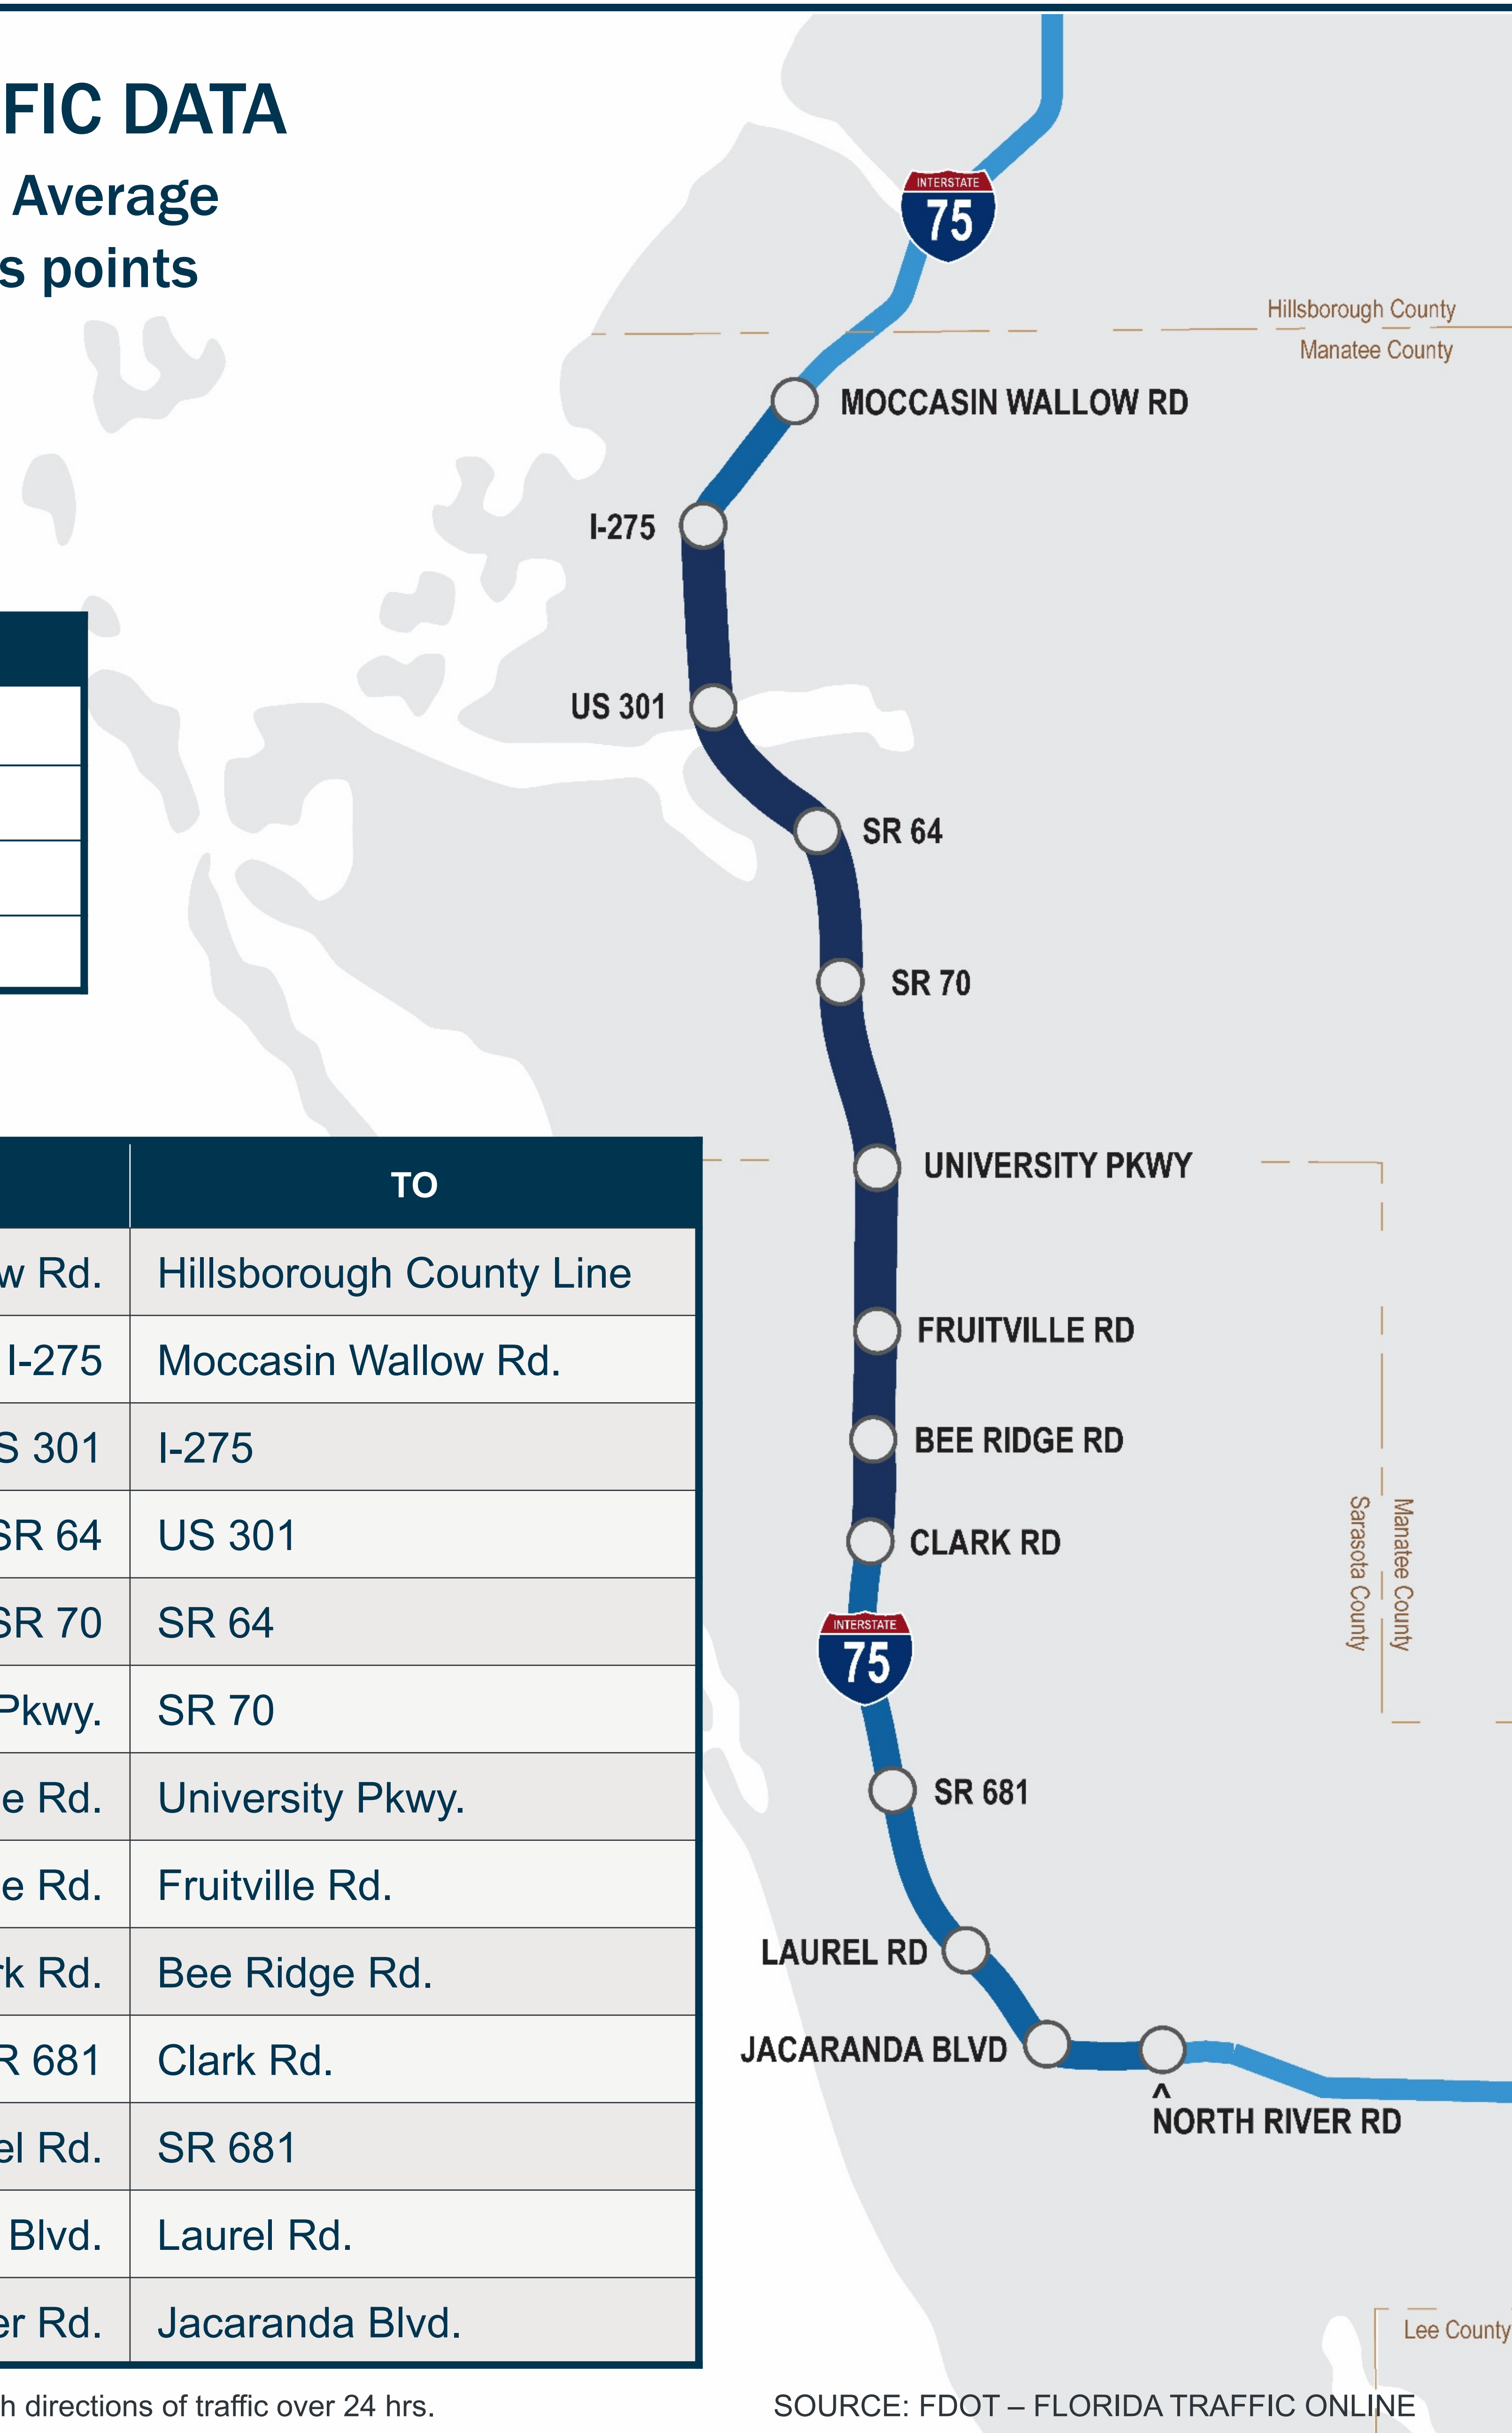 FIC DATA
Average
s points
INTERSTATE
75
Hillsborough County
Manatee County
MOCCASIN WALLOW RD
I-275
US 301
SR 64
SR 70
UNIVERSITY PKWY
FRUITVILLE RD
BEE RIDGE RD
CLARK RD
INTERSTATE
75
Sarasota County
Manatee County
SR 681
LAUREL RD
JACARANDA BLVD
^
NORTH RIVER RD
Lee County
TO
w Rd. Hillsborough County Line
I-275 Moccasin Wallow Rd.
S 301 I-275
SR 64 US 301
SR 70 SR 64
Pkwy. SR 70
e Rd. University Pkwy.
e Rd. Fruitville Rd.
rk Rd. Bee Ridge Rd.
R 681 Clark Rd.
el Rd. SR 681
Blvd. Laurel Rd.
er Rd. Jacaranda Blvd.
h directions of traffic over 24 hrs.
SOURCE: FDOT – FLORIDA TRAFFIC ONLINE